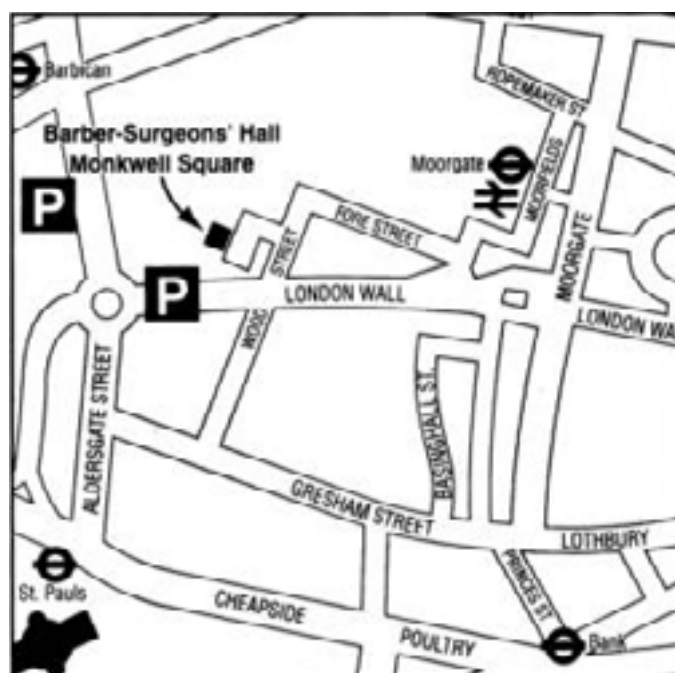 Barbican
ROPEMAKER ST
Barber-Surgeons' Hall
Monkwell Square
Moorgate
MOORFIELDS
P
FORE STREET
STREET
MOORGATE
P
LONDON WALL
LONDON WA
WOOD
ALDERSGATE STREET
BASINGHALL ST.
GRESHAM STREET
LOTHBURY
PRINCES ST
St. Pauls
CHEAPSIDE
POULTRY
Bank